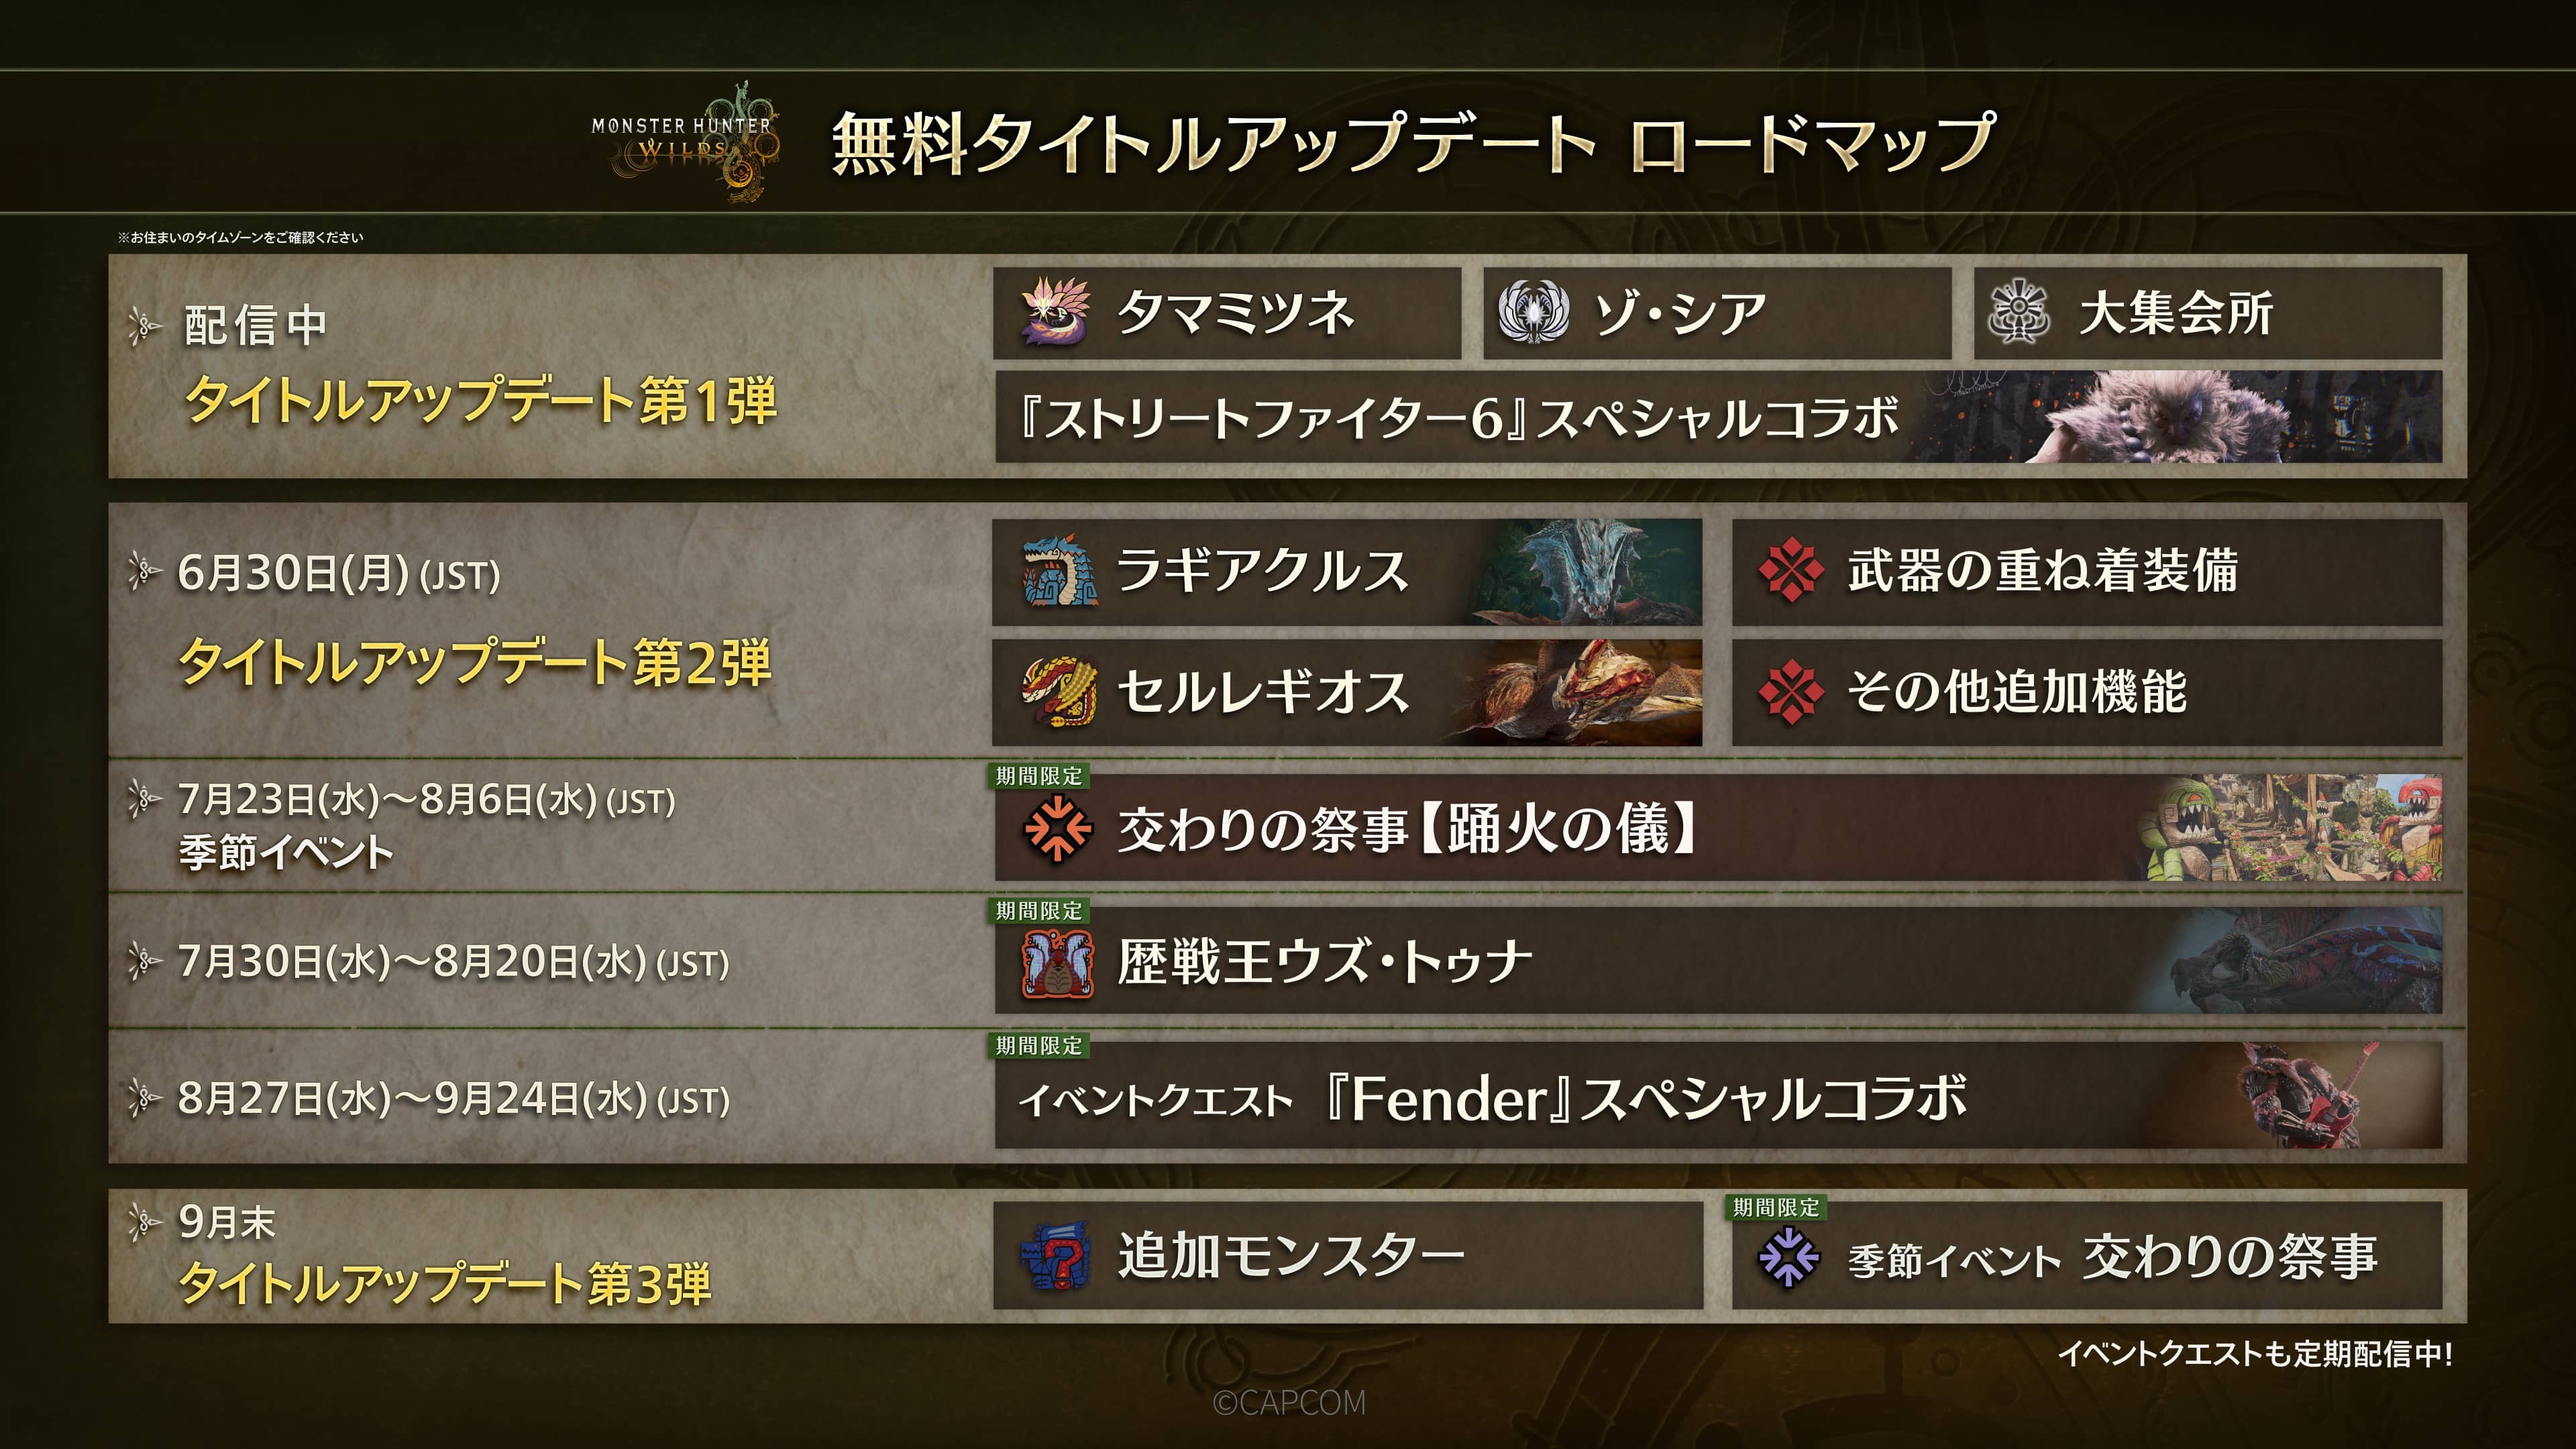 MONSTER HUNTER
WILDS
無料タイトルアップデート ロードマップ
※お住まいのタイムゾーンをご確認ください
配信中
タイトルアップデート第1弾
タマミツネ
ゾ・シア
大集会所
『ストリートファイター6』スペシャルコラボ
6月30日(月)(JST)
タイトルアップデート第2弾
ラギアクルス
武器の重ね着装備
セルレギオス
その他追加機能
7月23日(水)～8月6日(水)(JST)
季節イベント
期間限定
交わりの祭事【踊火の儀】
7月30日(水)～8月20日(水)(JST)
期間限定
歴戦王ウズ・トゥナ
8月27日(水)～9月24日(水)(JST)
期間限定
イベントクエスト 『Fender』スペシャルコラボ
9月末
タイトルアップデート第3弾
追加モンスター
期間限定
季節イベント 交わりの祭事
イベントクエストも定期配信中!
©CAPCOM